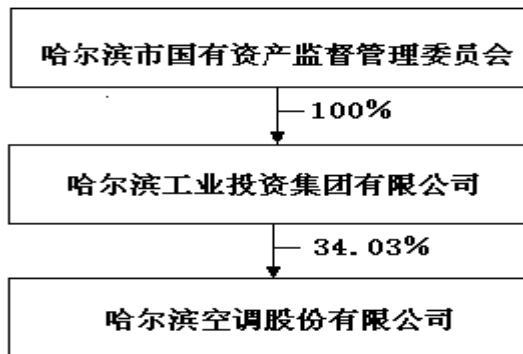 哈尔滨市国有资产监督管理委员会
100%
哈尔滨工业投资集团有限公司
34.03%
哈尔滨空调股份有限公司